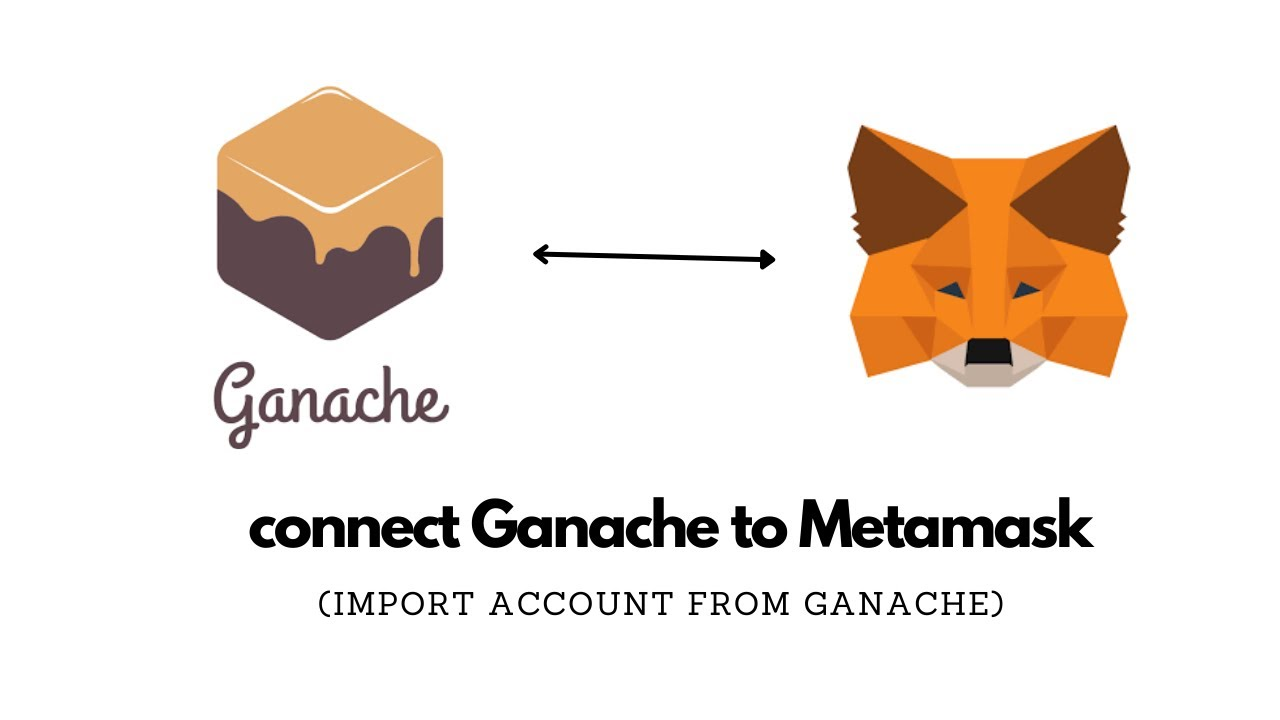 Ganache
connect Ganache to Metamask
(IMPORT ACCOUNT FROM GANACHE)